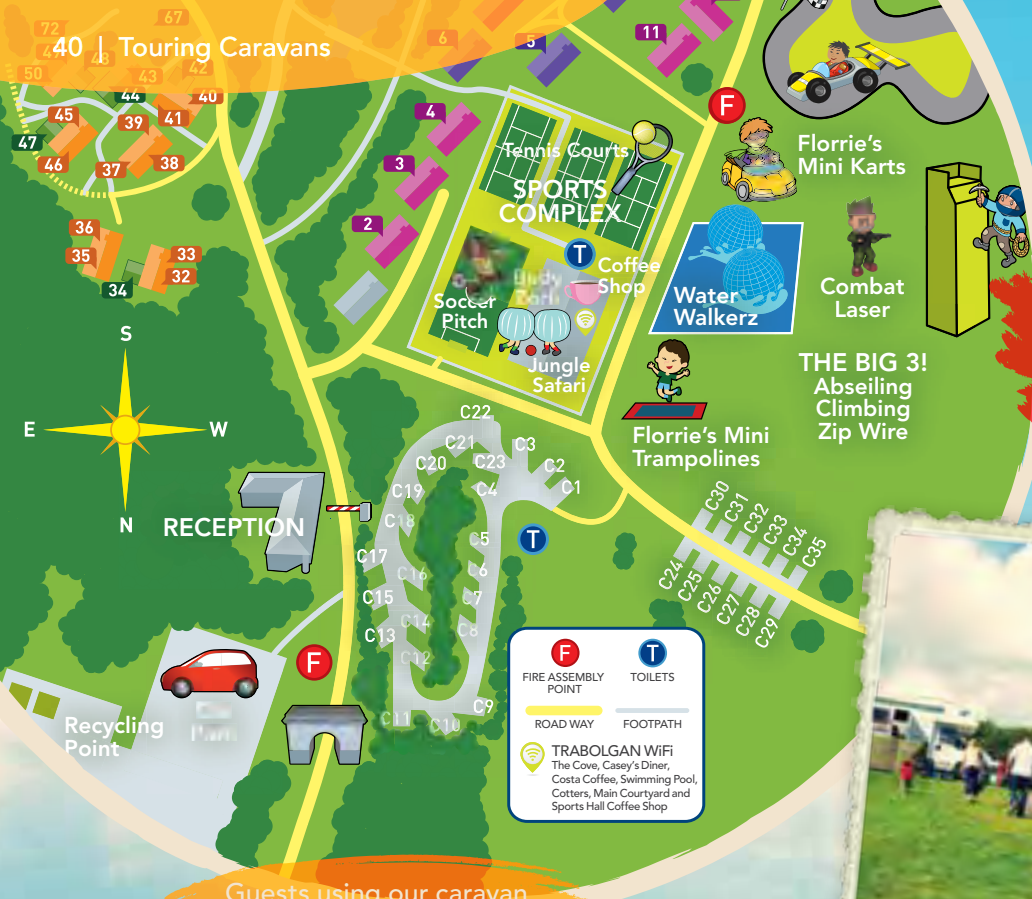 40 | Touring Caravans
72
67
50
48
43
42
44
40
45
39
41
47
46
37
38
36
35
33
32
34
6
5
11
4
3
2
F
Tennis Courts
SPORTS
COMPLEX
T
Coffee
Shop
Soccer
Pitch
Jungle
Safari
Florrie's
Mini Karts
Water
Walkerz
Combat
Laser
THE BIG 3!
Abseiling
Climbing
Zip Wire
Florrie's Mini
Trampolines
S
E
W
N
RECEPTION
C22
C21
C3
C20
C23
C2
C19
C4
C1
C18
C5
T
C17
C16
C6
C15
C7
C14
C13
C8
C12
C9
C11
C10
C30
C31
C32
C33
C34
C35
C24
C25
C26
C27
C28
C29
F
Recycling
Point
F
T
FIRE ASSEMBLY
POINT
TOILETS
ROAD WAY
FOOTPATH
TRABOLGAN WiFi
The Cove, Casey's Diner,
Costa Coffee, Swimming Pool,
Cotters, Main Courtyard and
Sports Hall Coffee Shop
Guests using our caravan